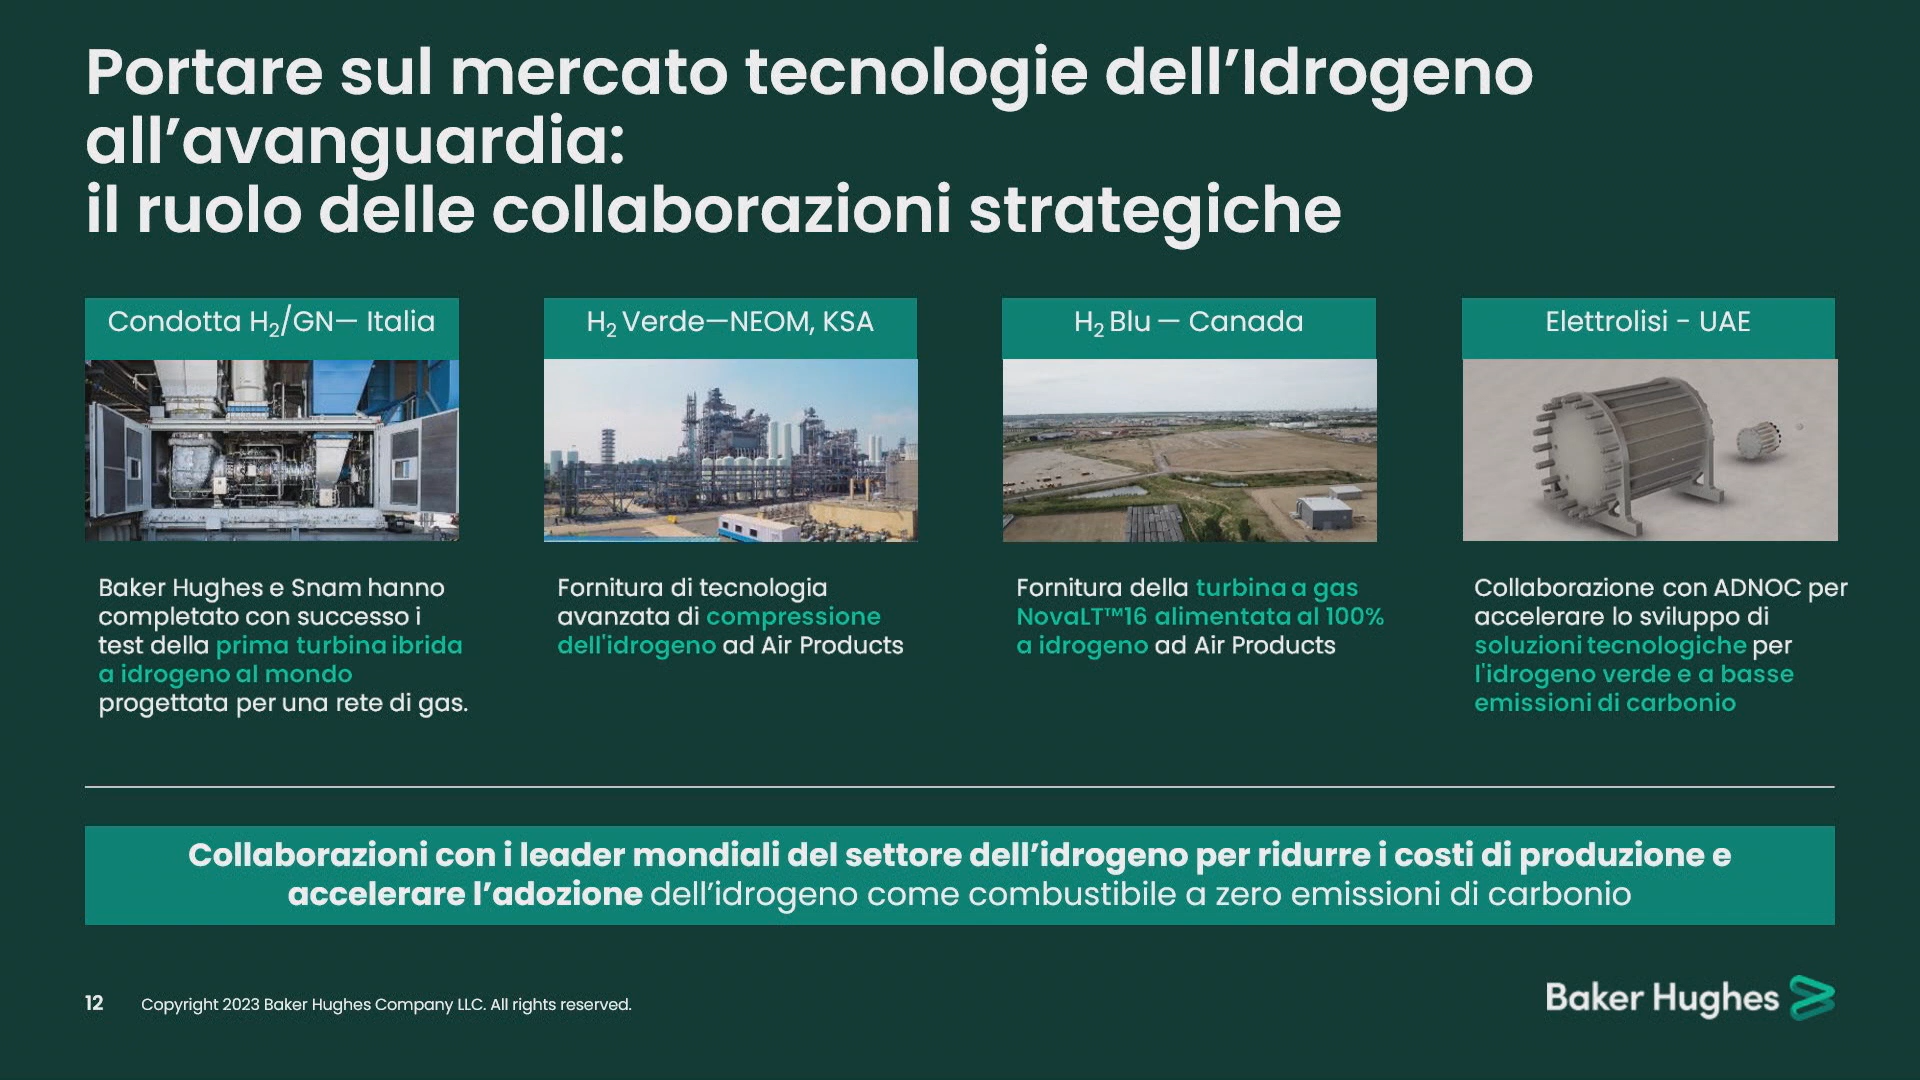 Portare sul mercato tecnologie dell’Idrogeno
all’avanguardia:
il ruolo delle collaborazioni strategiche
Condotta H₂/GN— Italia
H₂ Verde—NEOM, KSA
H₂ Blu — Canada
Elettrolisi - UAE
Baker Hughes e Snam hanno
completato con successo i
test della prima turbina ibrida
a idrogeno al mondo
progettata per una rete di gas.
Fornitura di tecnologia
avanzata di compressione
dell'idrogeno ad Air Products
Fornitura della turbina a gas
NovaLT™16 alimentata al 100%
a idrogeno ad Air Products
Collaborazione con ADNOC per
accelerare lo sviluppo di
soluzioni tecnologiche per
l'idrogeno verde e a basse
emissioni di carbonio
Collaborazioni con i leader mondiali del settore dell’idrogeno per ridurre i costi di produzione e
accelerare l’adozione dell’idrogeno come combustibile a zero emissioni di carbonio
12 Copyright 2023 Baker Hughes Company LLC. All rights reserved.
Baker Hughes